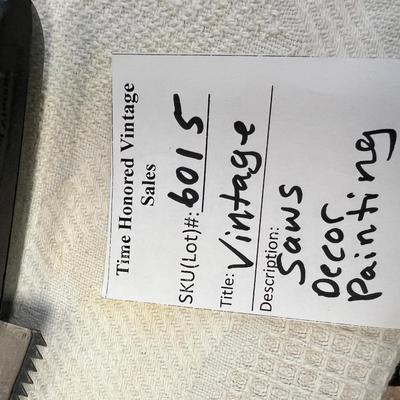 Time Honored Vintage
Sales
SKU(Lot)#: 6015
Title: Vintage
Description:
Saws
Decor
Painting